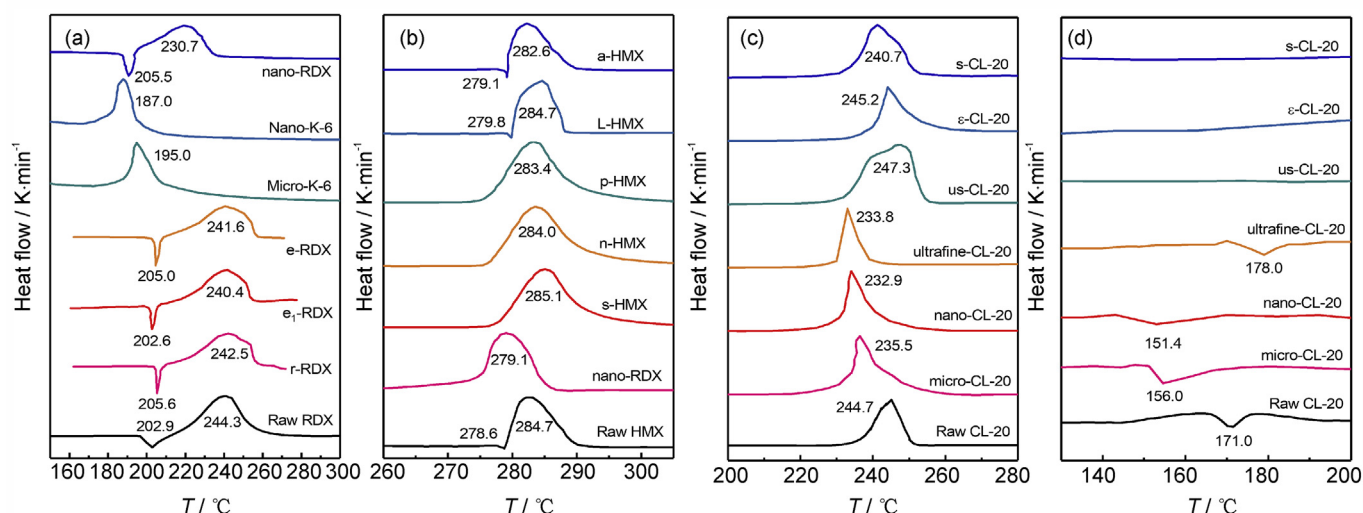 (a)
230.7
205.5
nano-RDX
187.0
Nano-K-6
195.0
Micro-K-6
241.6
e-RDX
205.0
240.4
e₁-RDX
202.6
242.5
r-RDX
205.6
202.9
Raw RDX
244.3
150 180 200 220 240 260 280 300
T / °C
Heat flow / K·min⁻¹
(b)
a-HMX
282.6
279.1
L-HMX
279.8
284.7
p-HMX
283.4
n-HMX
284.0
s-HMX
285.1
nano-RDX
279.1
278.6
284.7
Raw HMX
260 270 280 290 300
T / °C
Heat flow / K·min⁻¹
(c)
s-CL-20
240.7
245.2
ε-CL-20
247.3
us-CL-20
233.8
ultrafine-CL-20
232.9
nano-CL-20
235.5
micro-CL-20
244.7
Raw CL-20
200 220 240 260 280
T / °C
Heat flow / K·min⁻¹
(d)
s-CL-20
ε-CL-20
us-CL-20
ultrafine-CL-20
178.0
nano-CL-20
151.4
micro-CL-20
156.0
Raw CL-20
171.0
140 160 180 200
T / °C
Heat flow / K·min⁻¹